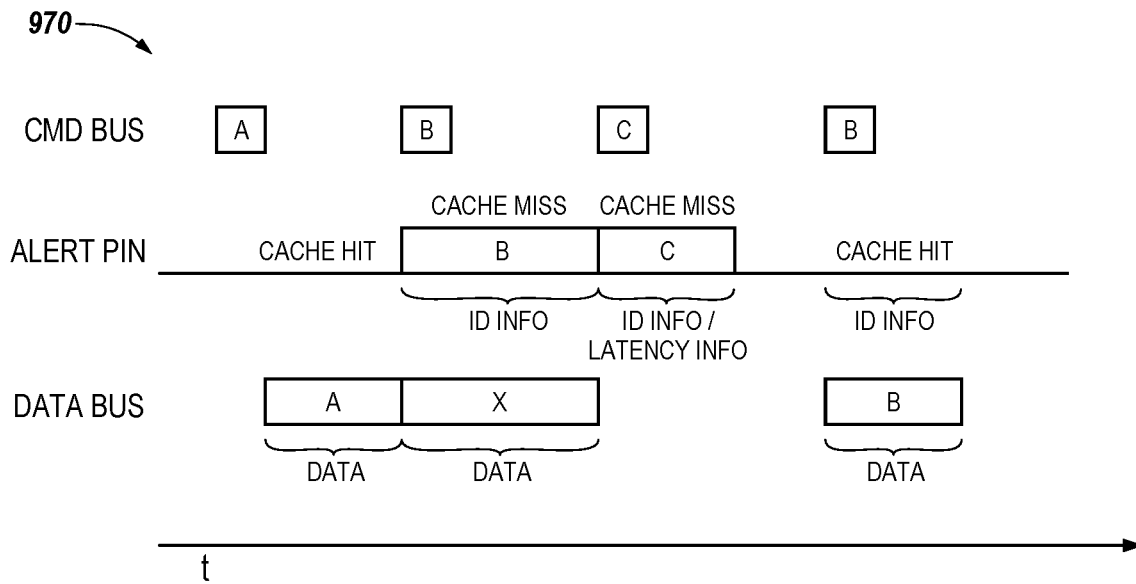 970
CMD BUS A B C B
CACHE MISS CACHE MISS
ALERT PIN CACHE HIT B C CACHE HIT
ID INFO ID INFO / ID INFO
LATENCY INFO
DATA BUS A X B
DATA DATA DATA
t